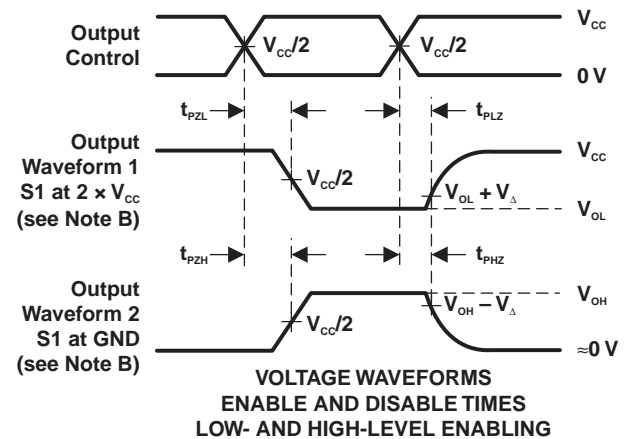 Output
Control
V_CC/2
V_CC/2
V_CC
0 V
t_PZL
t_PLZ
Output
Waveform 1
S1 at 2 × V_CC
(see Note B)
V_CC/2
V_OL + V_Δ
V_CC
V_OL
t_PZH
t_PHZ
Output
Waveform 2
S1 at GND
(see Note B)
V_CC/2
V_OH – V_Δ
V_OH
≈0 V
VOLTAGE WAVEFORMS
ENABLE AND DISABLE TIMES
LOW- AND HIGH-LEVEL ENABLING